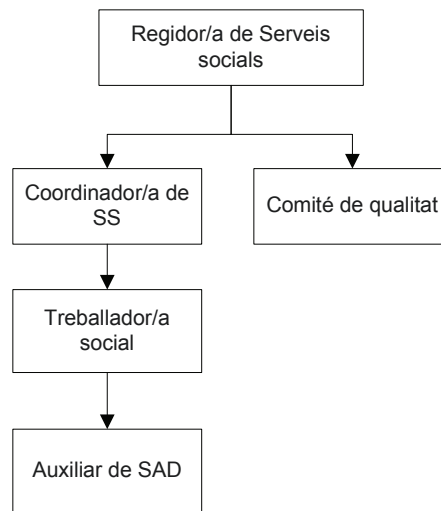 Regidor/a de Serveis
socials
Coordinador/a de
SS
Comité de qualitat
Treballador/a
social
Auxiliar de SAD